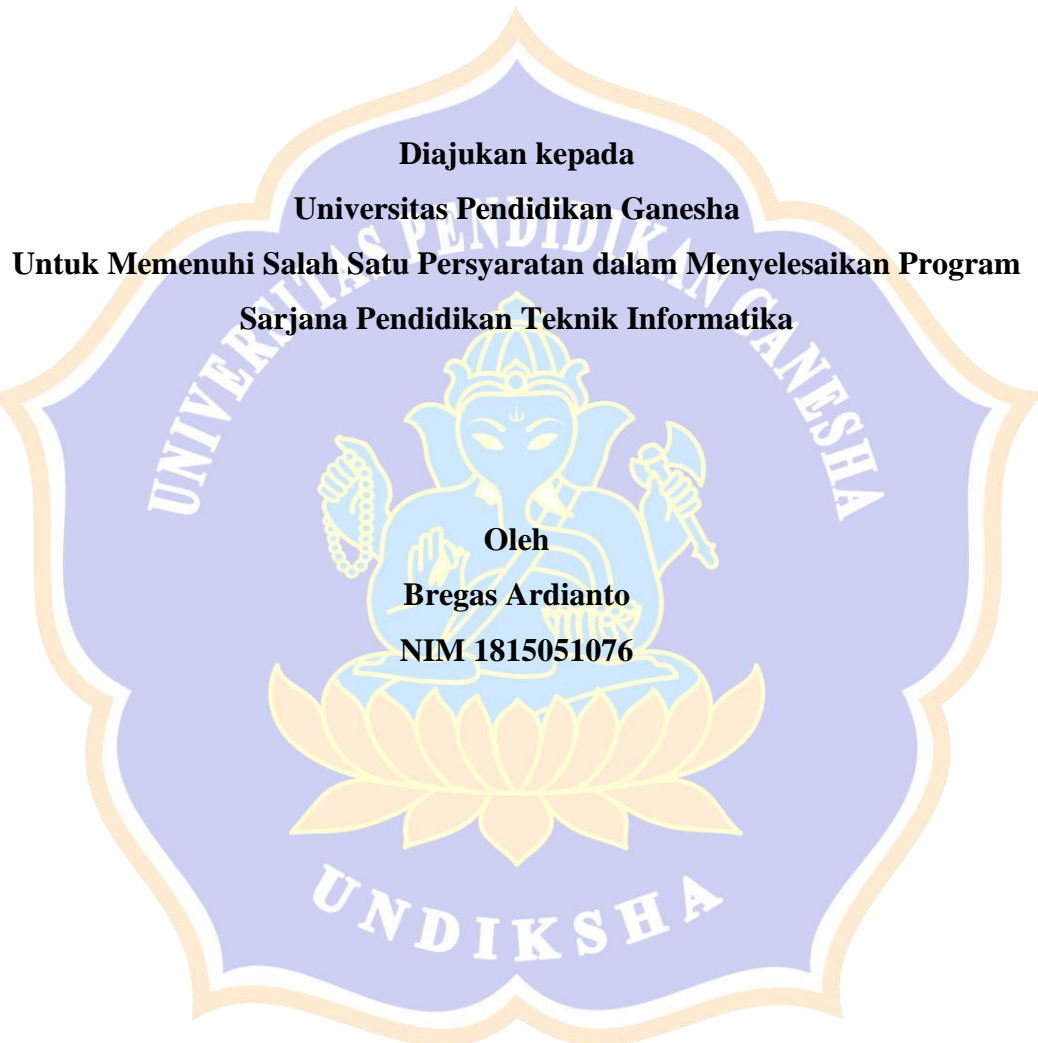 Diajukan kepada
Universitas Pendidikan Ganesha
Untuk Memenuhi Salah Satu Persyaratan dalam Menyelesaikan Program
Sarjana Pendidikan Teknik Informatika
UNIVERSITAS PENDIDIKAN GANESHA
Oleh
Bregas Ardianto
NIM 1815051076
UNDIKSHA